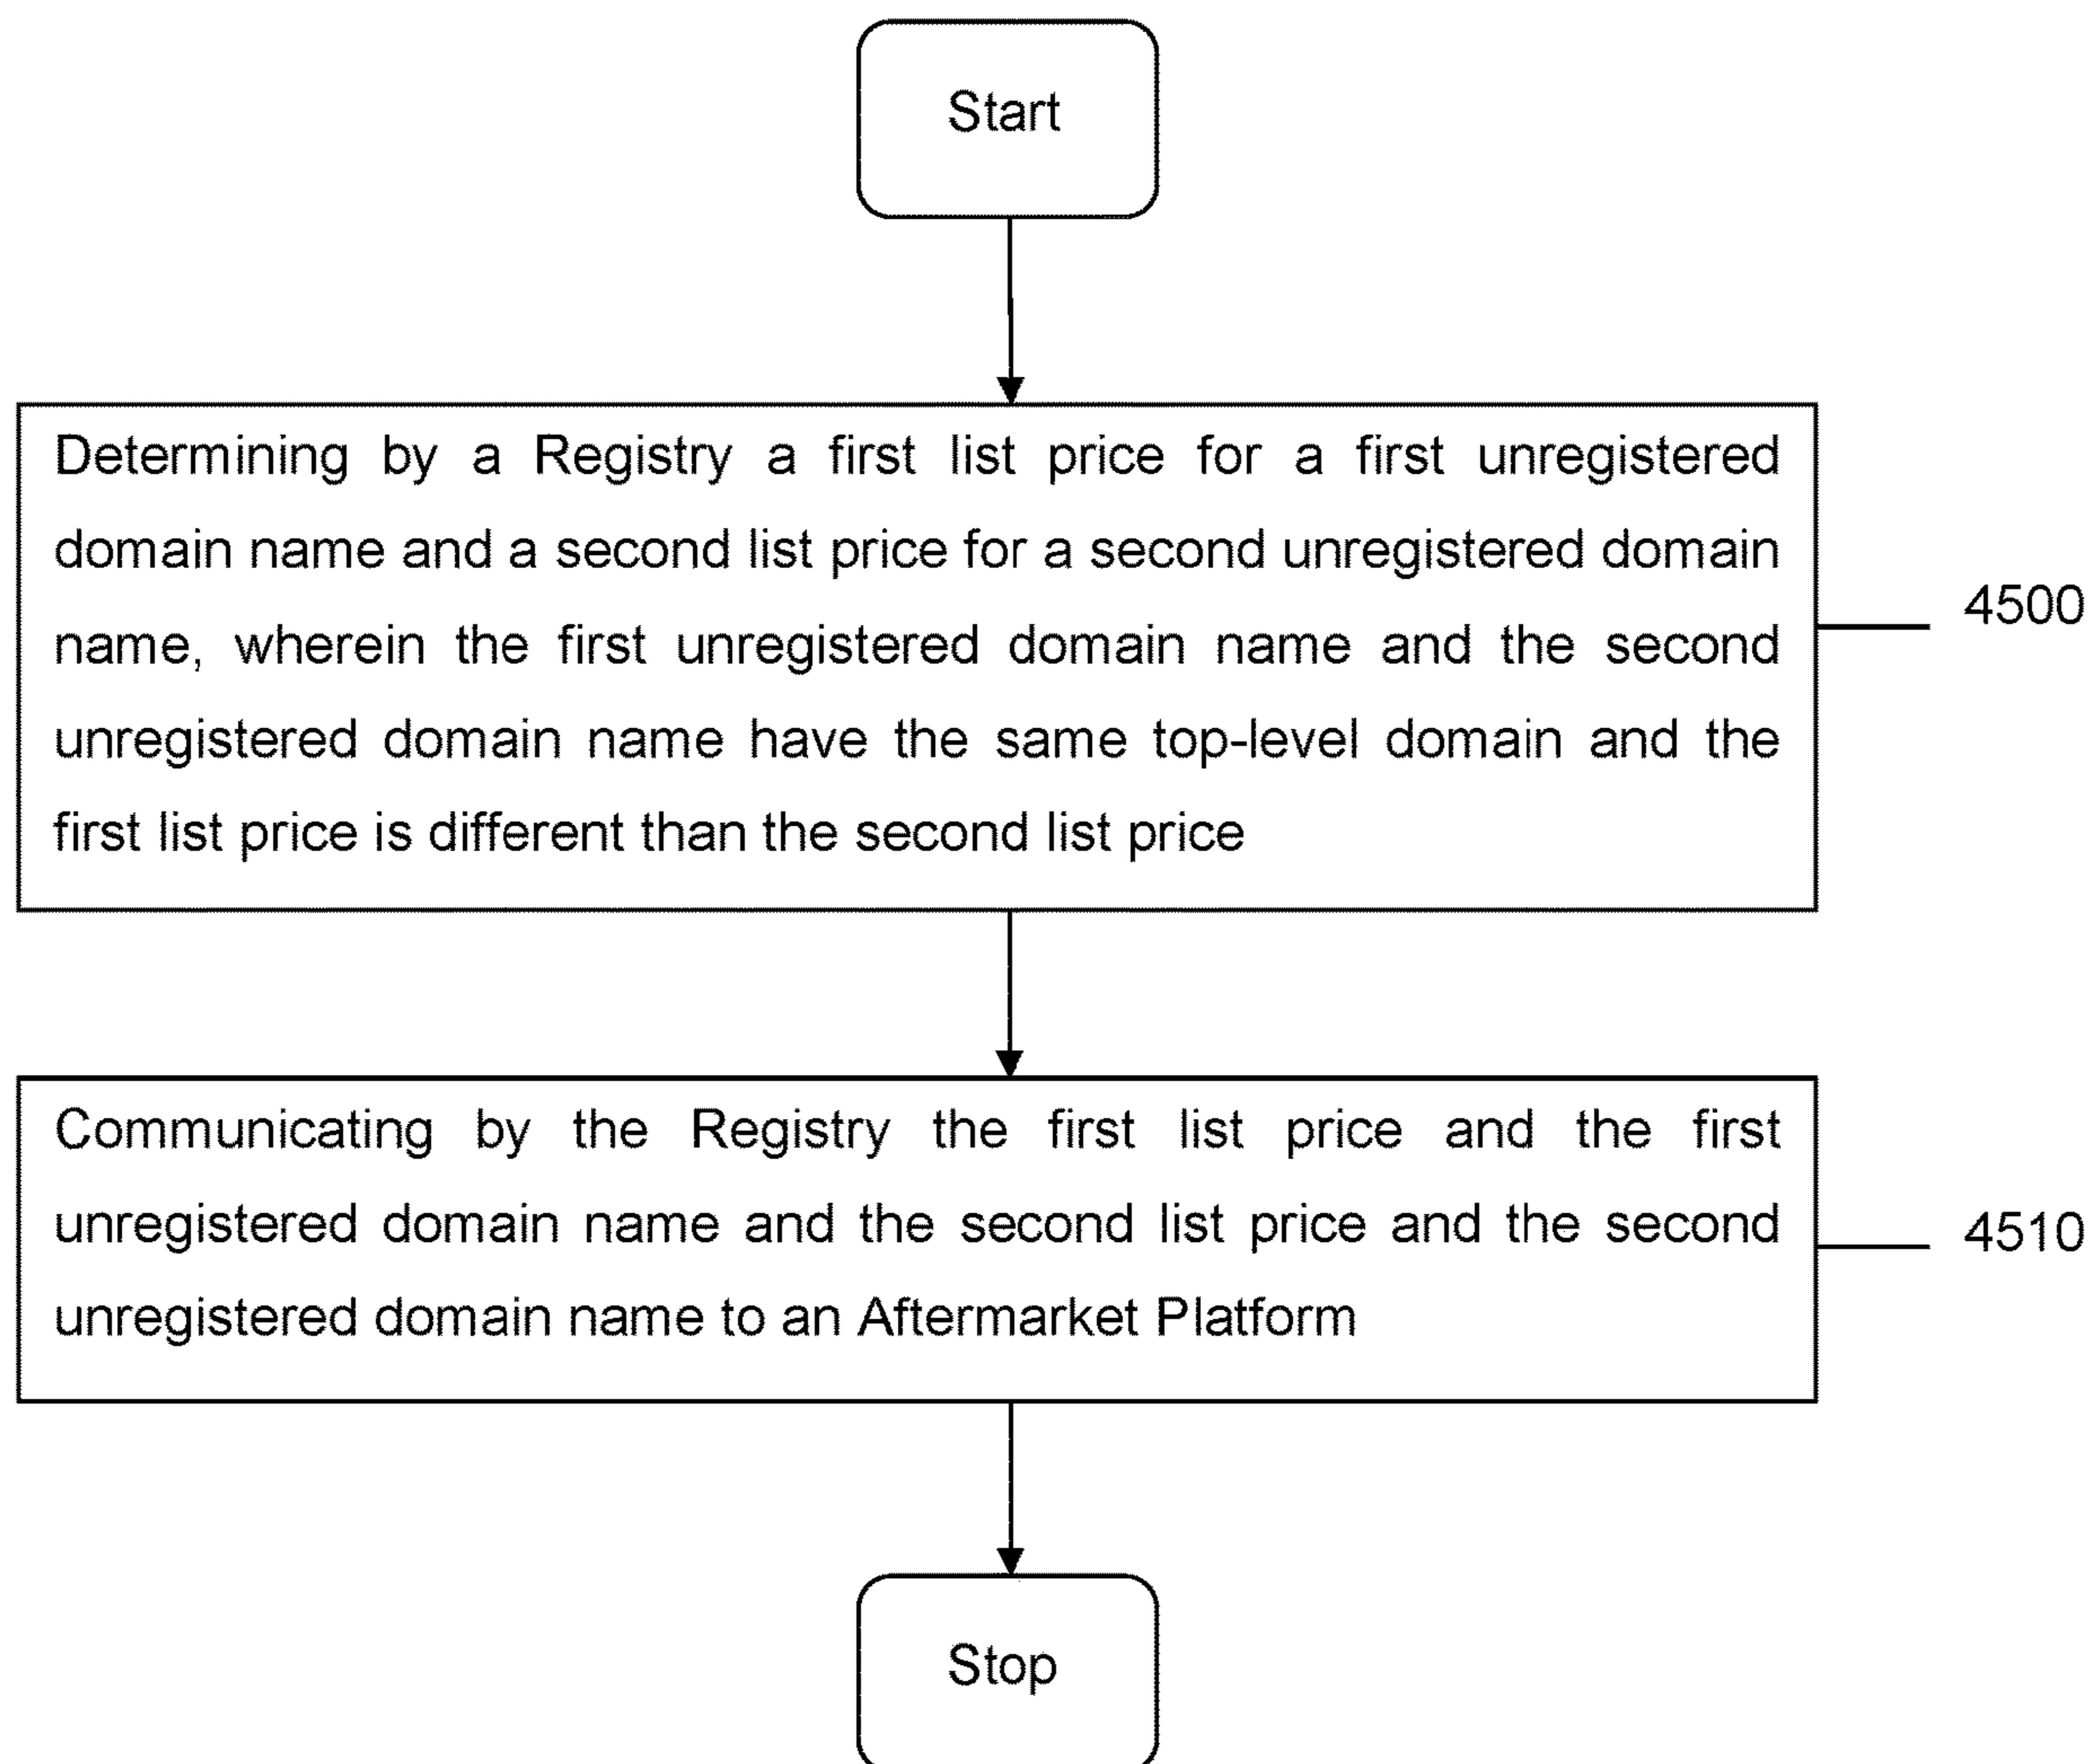 Start
Determining by a Registry a first list price for a first unregistered
domain name and a second list price for a second unregistered domain
name, wherein the first unregistered domain name and the second
unregistered domain name have the same top-level domain and the
first list price is different than the second list price
4500
Communicating by the Registry the first list price and the first
unregistered domain name and the second list price and the second
unregistered domain name to an Aftermarket Platform
4510
Stop